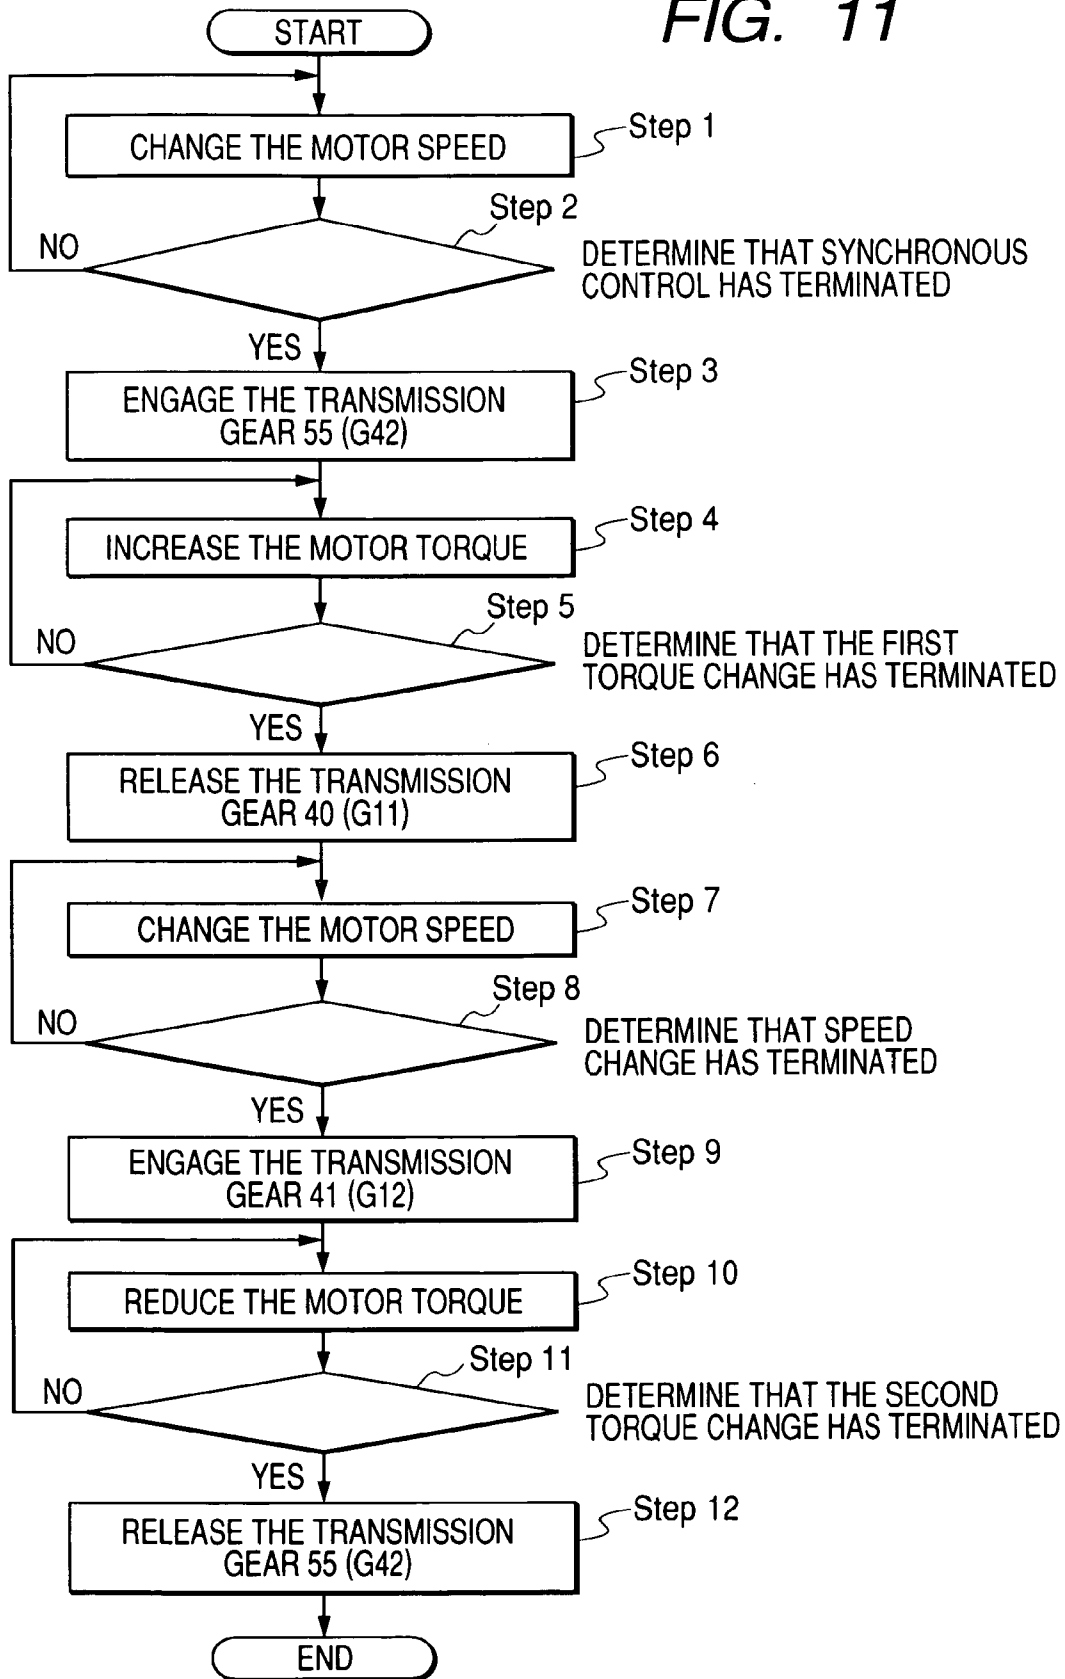 FIG. 11
START
CHANGE THE MOTOR SPEED
Step 1
Step 2
NO
DETERMINE THAT SYNCHRONOUS
CONTROL HAS TERMINATED
YES
ENGAGE THE TRANSMISSION
GEAR 55 (G42)
Step 3
INCREASE THE MOTOR TORQUE
Step 4
Step 5
NO
DETERMINE THAT THE FIRST
TORQUE CHANGE HAS TERMINATED
YES
RELEASE THE TRANSMISSION
GEAR 40 (G11)
Step 6
CHANGE THE MOTOR SPEED
Step 7
Step 8
NO
DETERMINE THAT SPEED
CHANGE HAS TERMINATED
YES
ENGAGE THE TRANSMISSION
GEAR 41 (G12)
Step 9
REDUCE THE MOTOR TORQUE
Step 10
Step 11
NO
DETERMINE THAT THE SECOND
TORQUE CHANGE HAS TERMINATED
YES
RELEASE THE TRANSMISSION
GEAR 55 (G42)
Step 12
END